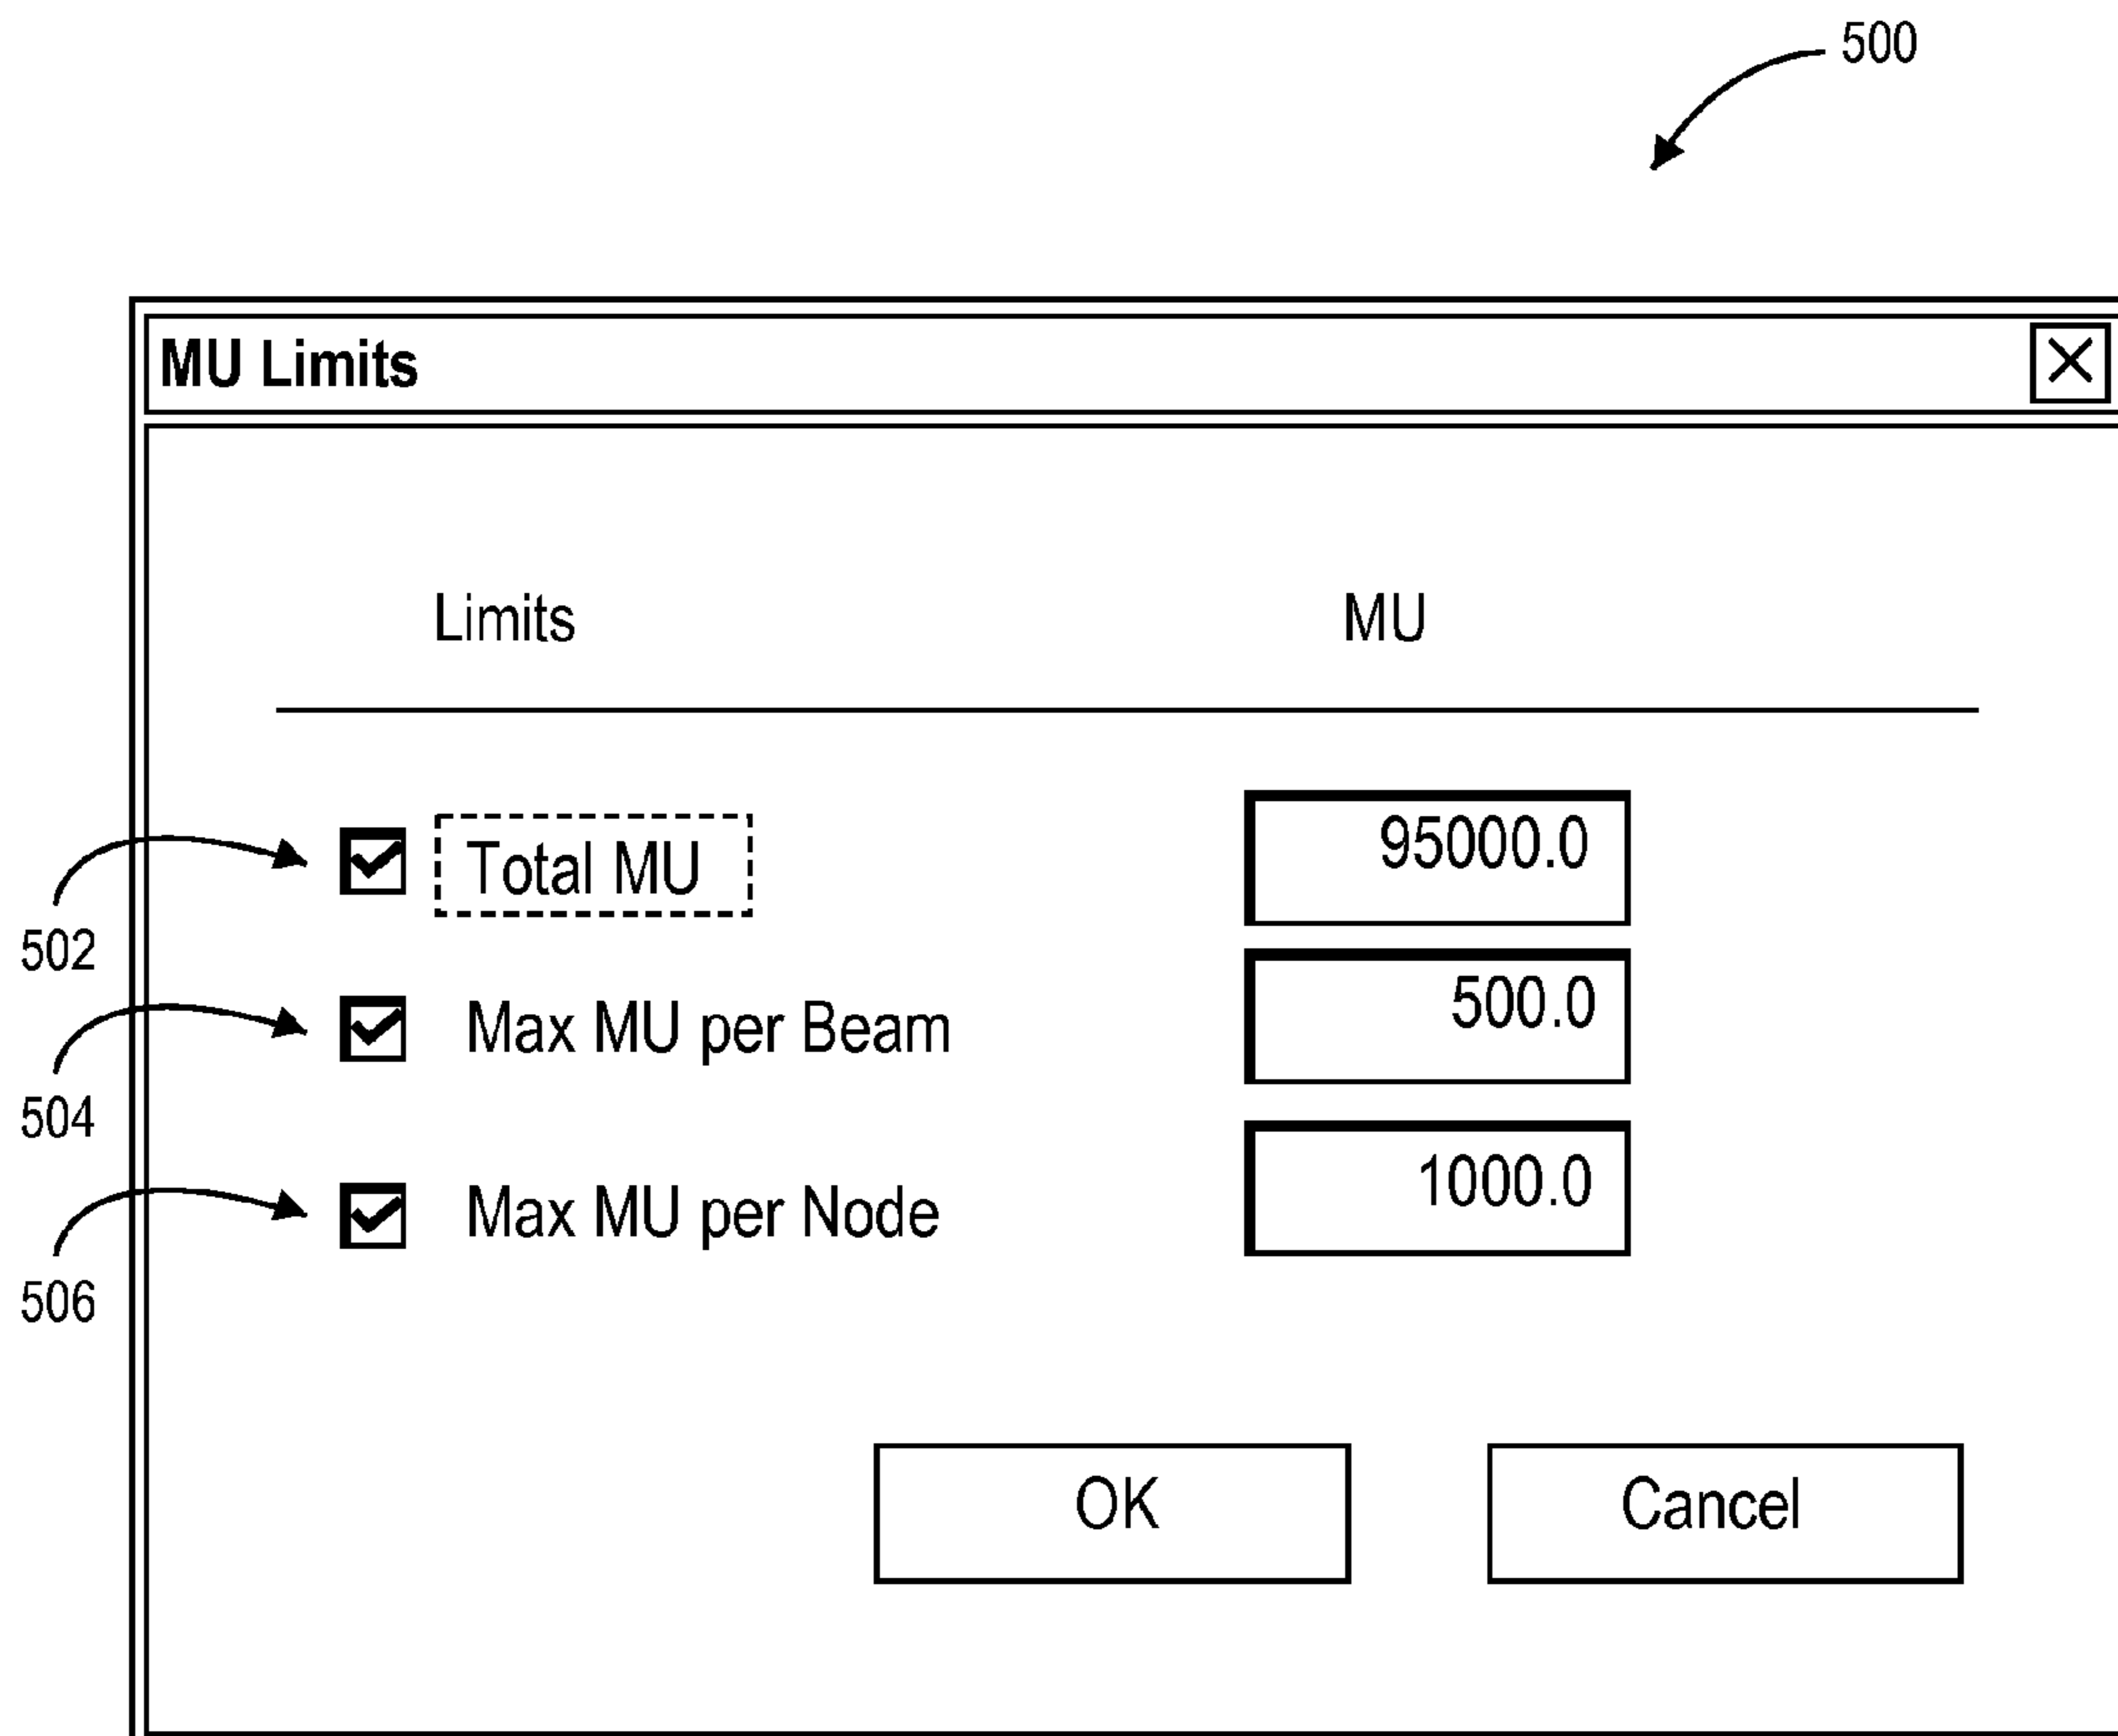 500
MU Limits
Limits MU
Total MU 95000.0
502
Max MU per Beam 500.0
504
Max MU per Node 1000.0
506
OK Cancel